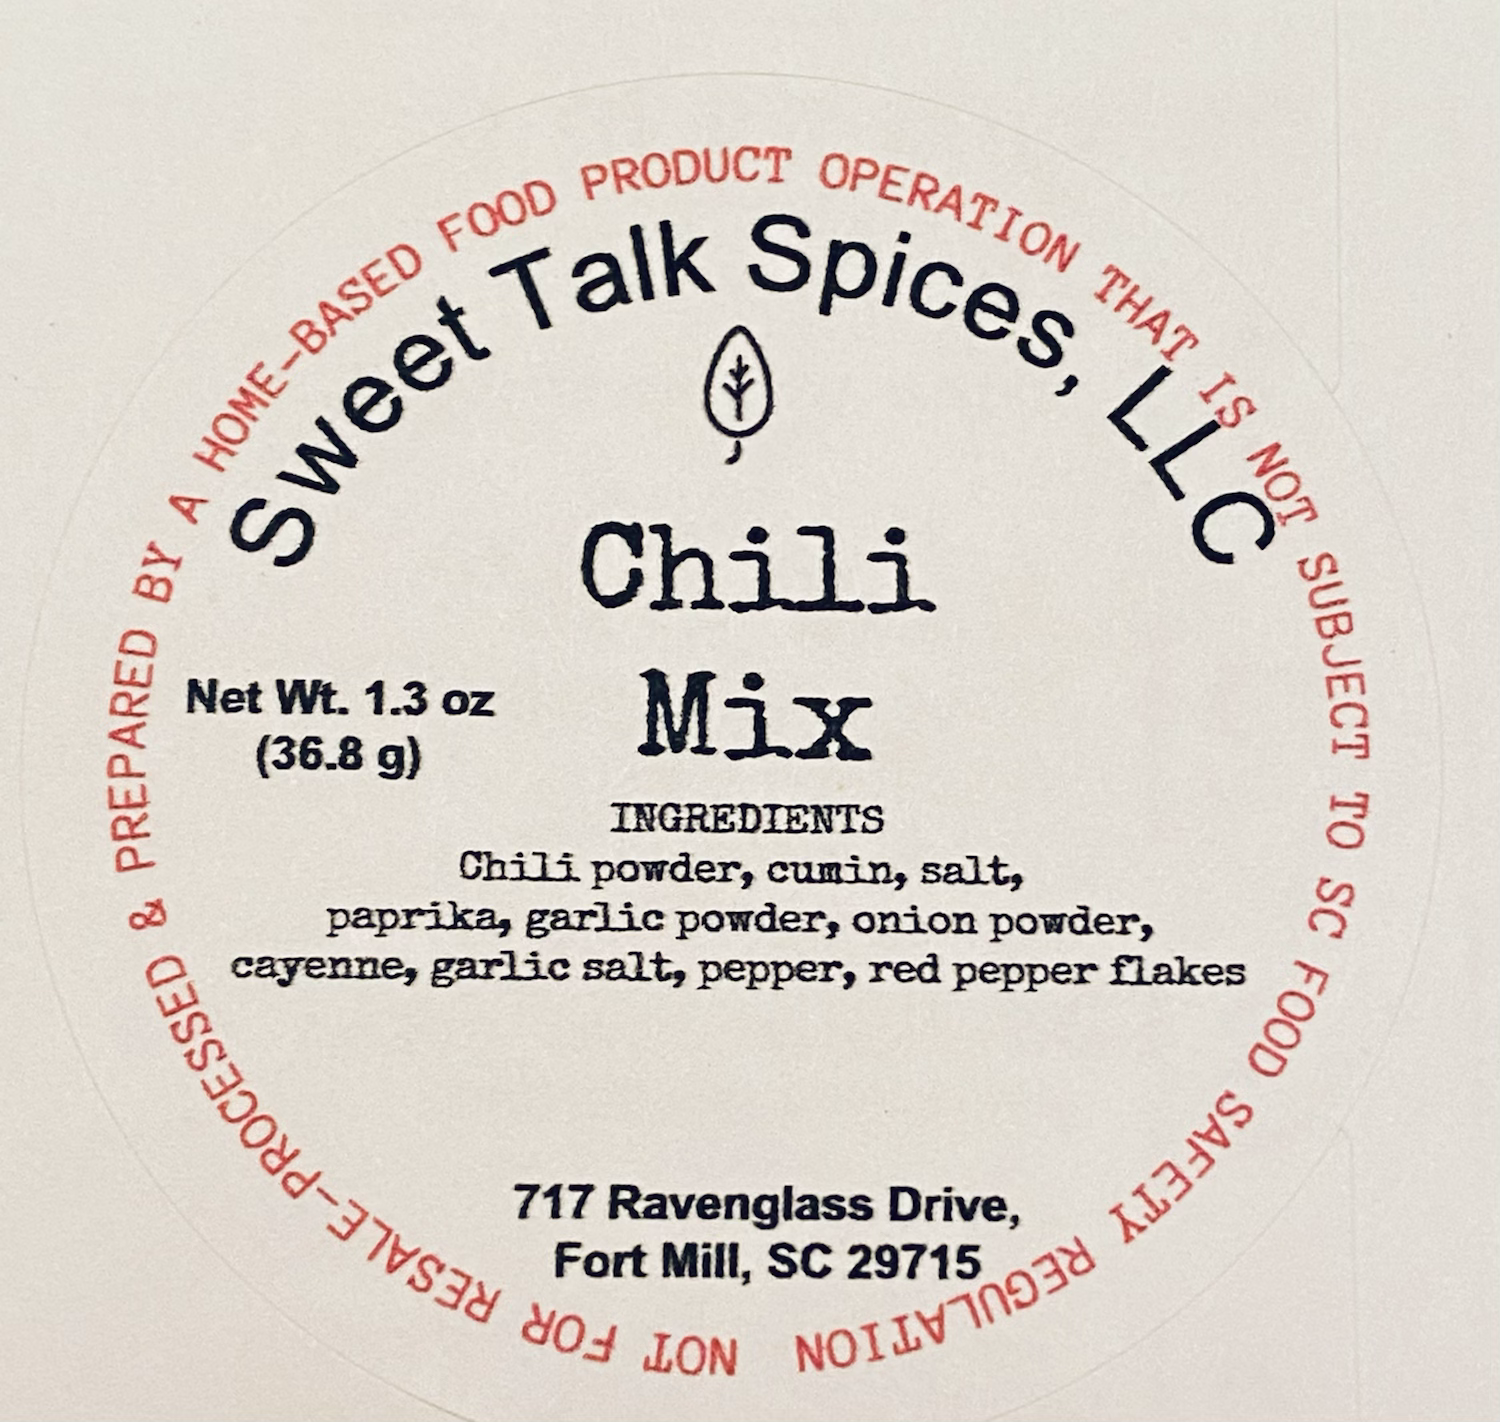 NOT FOR RESALE-PROCESSED & PREPARED BY A HOME-BASED FOOD PRODUCT OPERATION THAT IS NOT SUBJECT TO SC FOOD SAFETY REGULATION
Sweet Talk Spices, LLC
Chili
Mix
Net Wt. 1.3 oz
(36.8 g)
INGREDIENTS
Chili powder, cumin, salt,
paprika, garlic powder, onion powder,
cayenne, garlic salt, pepper, red pepper flakes
717 Ravenglass Drive,
Fort Mill, SC 29715